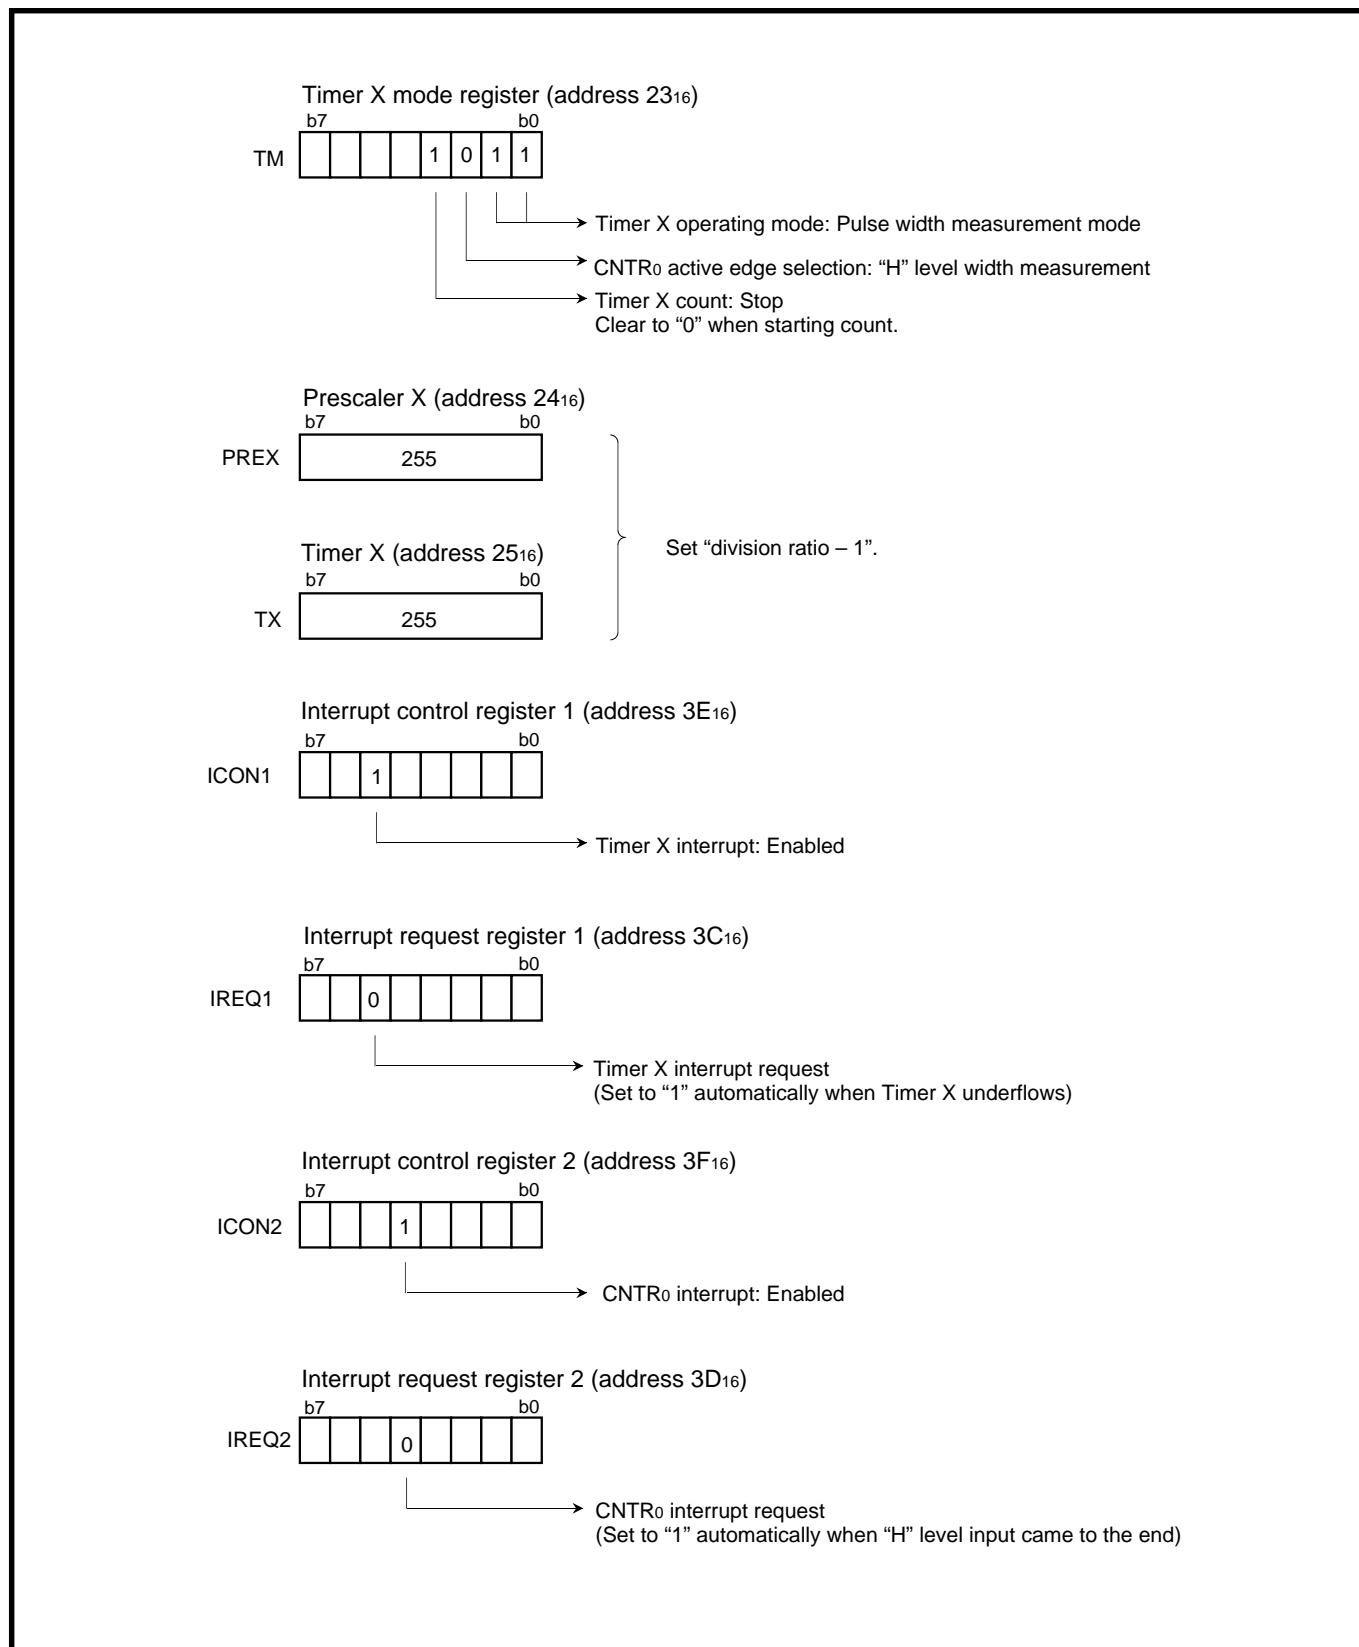 Timer X mode register (address 2316)
b7 b0
TM 1 0 1 1
Timer X operating mode: Pulse width measurement mode
CNTR0 active edge selection: “H” level width measurement
Timer X count: Stop
Clear to “0” when starting count.
Prescaler X (address 2416)
b7 b0
PREX 255
Set “division ratio – 1”.
Timer X (address 2516)
b7 b0
TX 255
Interrupt control register 1 (address 3E16)
b7 b0
ICON1 1
Timer X interrupt: Enabled
Interrupt request register 1 (address 3C16)
b7 b0
IREQ1 0
Timer X interrupt request
(Set to “1” automatically when Timer X underflows)
Interrupt control register 2 (address 3F16)
b7 b0
ICON2 1
CNTR0 interrupt: Enabled
Interrupt request register 2 (address 3D16)
b7 b0
IREQ2 0
CNTR0 interrupt request
(Set to “1” automatically when “H” level input came to the end)